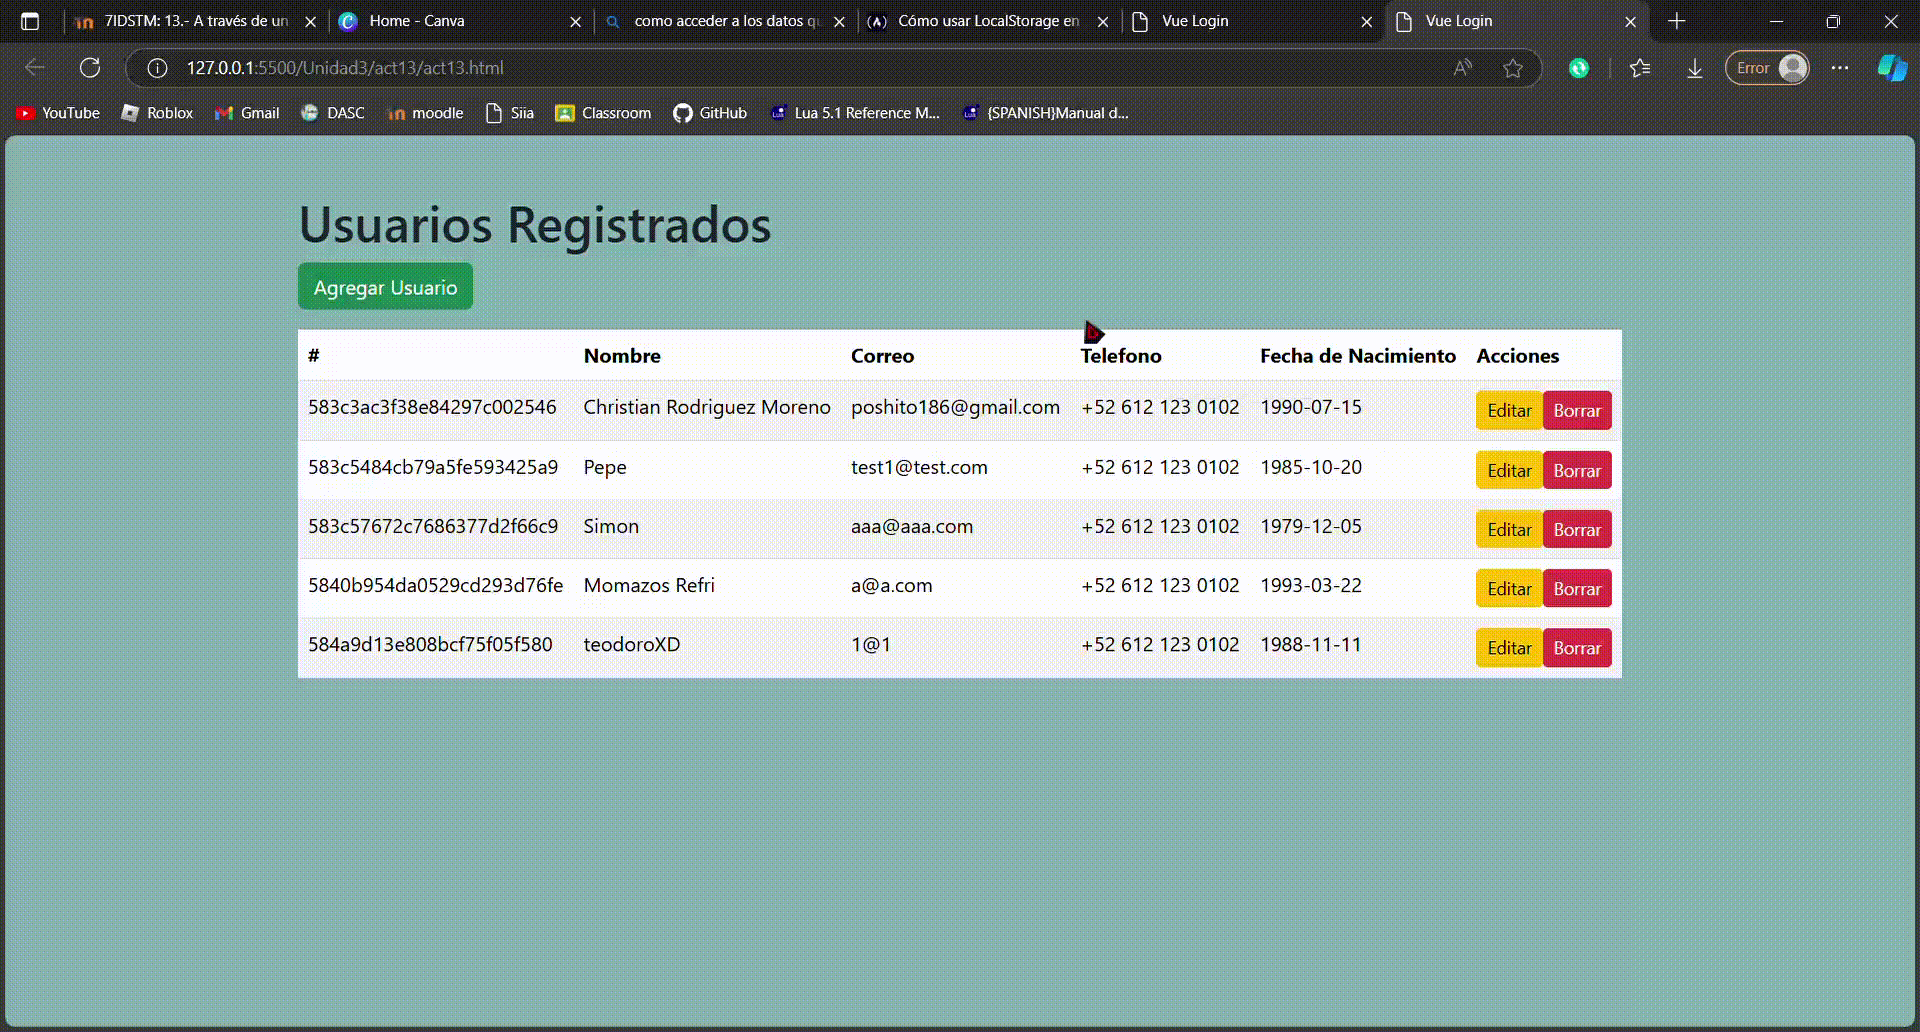 7IDSTM: 13.- A través de un
Home - Canva
como acceder a los datos qu
Cómo usar LocalStorage en
Vue Login
Vue Login
127.0.0.1:5500/Unidad3/act13/act13.html
Error
YouTube
Roblox
Gmail
DASC
moodle
Siia
Classroom
GitHub
Lua 5.1 Reference M...
{SPANISH}Manual d...
Usuarios Registrados
Agregar Usuario
# Nombre Correo Telefono Fecha de Nacimiento Acciones
583c3ac3f38e84297c002546 Christian Rodriguez Moreno poshito186@gmail.com +52 612 123 0102 1990-07-15 Editar Borrar
583c5484cb79a5fe593425a9 Pepe test1@test.com +52 612 123 0102 1985-10-20 Editar Borrar
583c57672c7686377d2f66c9 Simon aaa@aaa.com +52 612 123 0102 1979-12-05 Editar Borrar
5840b954da0529cd293d76fe Momazos Refri a@a.com +52 612 123 0102 1993-03-22 Editar Borrar
584a9d13e808bcf75f05f580 teodoroXD 1@1 +52 612 123 0102 1988-11-11 Editar Borrar